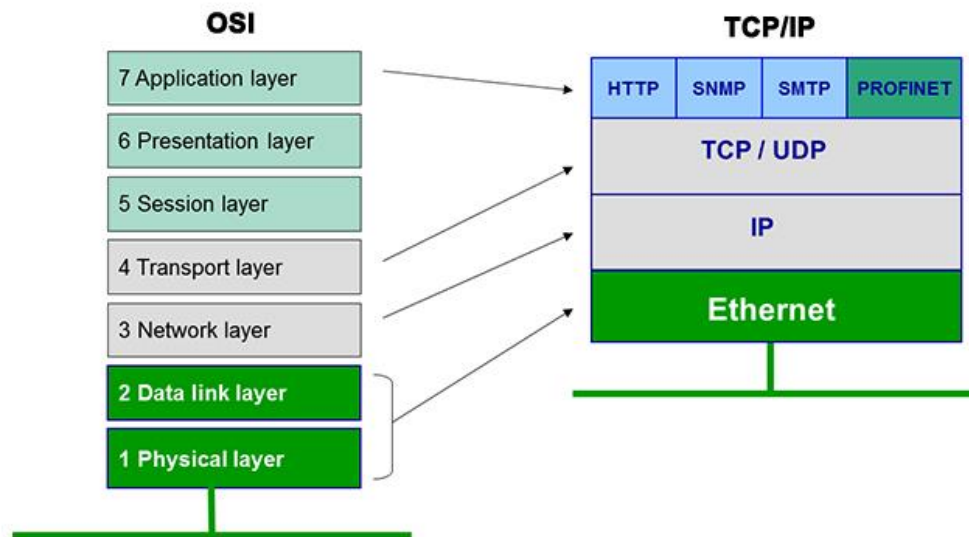 OSI
7 Application layer
6 Presentation layer
5 Session layer
4 Transport layer
3 Network layer
2 Data link layer
1 Physical layer
TCP/IP
HTTP SNMP SMTP PROFINET
TCP / UDP
IP
Ethernet